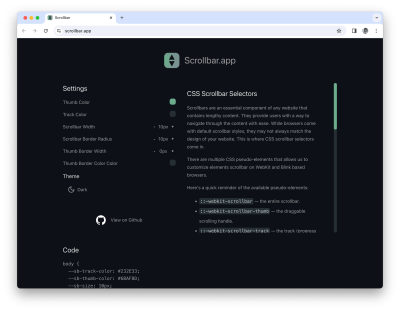 Scrollbar
scrollbar.app
Scrollbar.app
Settings
Thumb Color
Track Color
Scrollbar Width
- 10px +
Scrollbar Border Radius
- 10px +
Thumb Border Width
- 0px +
Thumb Border Color Color
Theme
Dark
View on Github
CSS Scrollbar Selectors
Scrollbars are an essential component of any website
that contains lengthy content. They provide users with a way to
navigate through the content with ease. While browsers come
with default scrollbar styles, they may not always match the
design of your website. This is where CSS scrollbar selectors
come in.
There are multiple CSS pseudo-elements that allows us to
customize elements scrollbar on WebKit and Blink based
browsers.
Here's a quick reminder of the available pseudo-elements:
::-webkit-scrollbar — the entire scrollbar.
::-webkit-scrollbar-thumb — the draggable
scrolling handle.
::-webkit-scrollbar-track — the track (progress
Code
body {
--sb-track-color: #232E33;
--sb-thumb-color: #6BAF8D;
--sb-size: 10px;